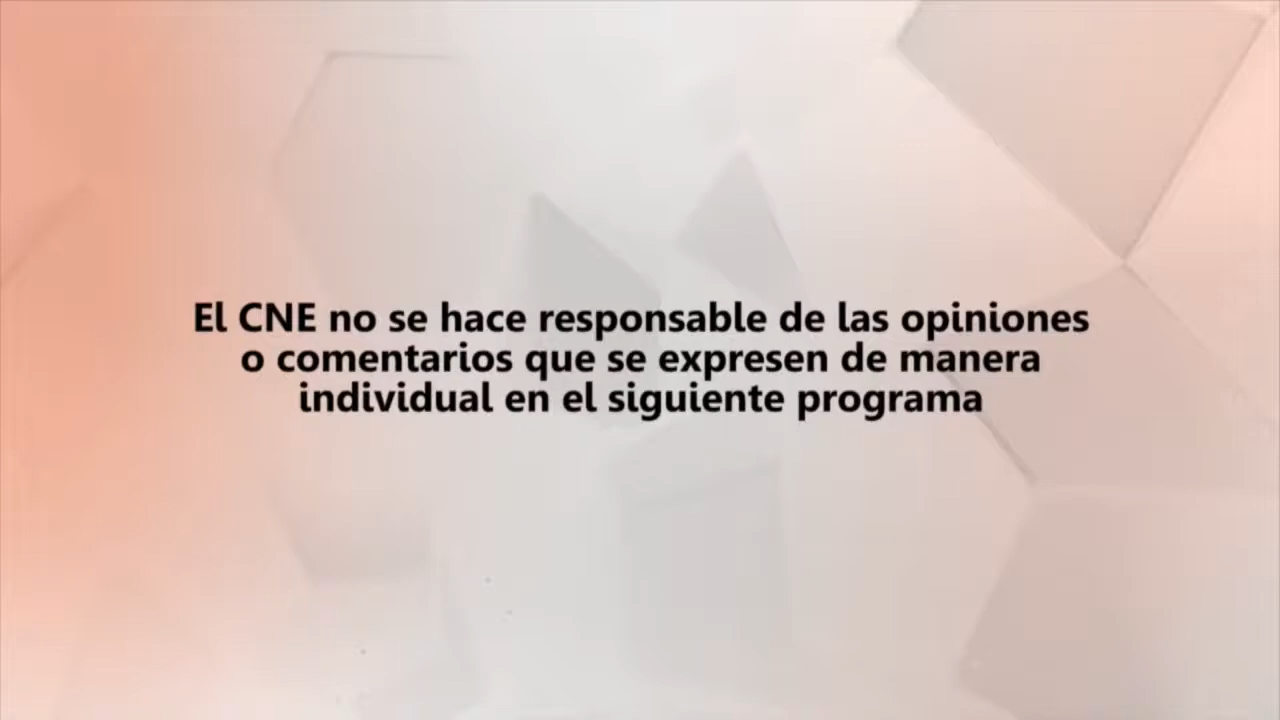 El CNE no se hace responsable de las opiniones
o comentarios que se expresen de manera
individual en el siguiente programa